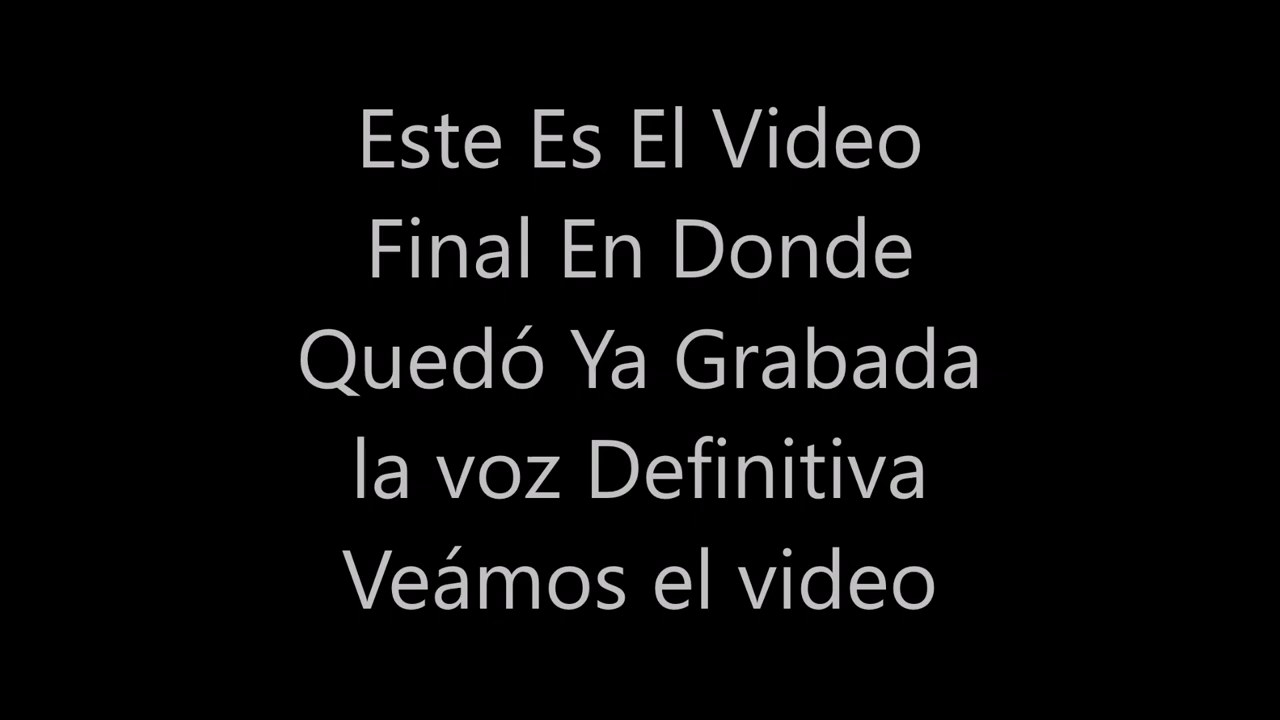 Este Es El Video
Final En Donde
Quedó Ya Grabada
la voz Definitiva
Veámos el video